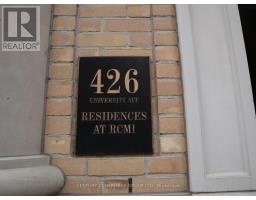 REALTOR
426
UNIVERSITY AVE
RESIDENCES
AT RCMI